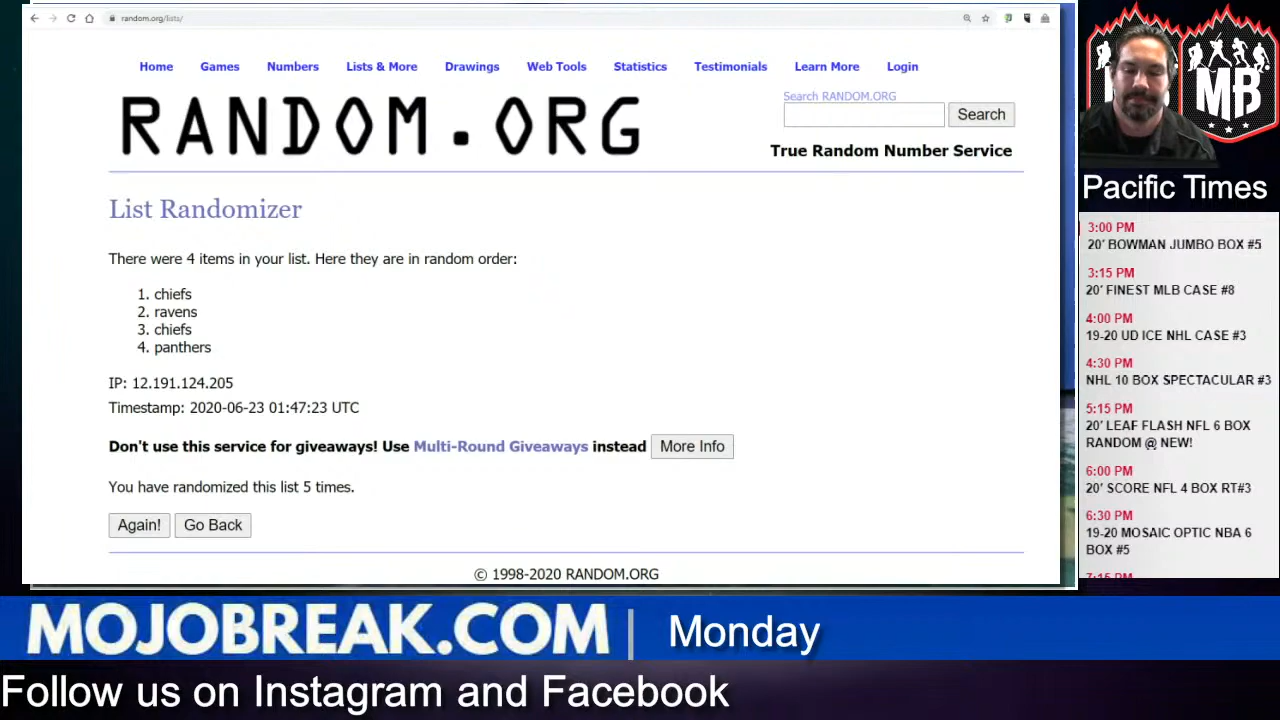 random.org/lists/
Home Games Numbers Lists & More Drawings Web Tools Statistics Testimonials Learn More Login
RANDOM.ORG
Search RANDOM.ORG
Search
True Random Number Service
List Randomizer
There were 4 items in your list. Here they are in random order:
1. chiefs
2. ravens
3. chiefs
4. panthers
IP: 12.191.124.205
Timestamp: 2020-06-23 01:47:23 UTC
Don't use this service for giveaways! Use Multi-Round Giveaways instead More Info
You have randomized this list 5 times.
Again! Go Back
© 1998-2020 RANDOM.ORG
MB
Pacific Times
3:00 PM
20' BOWMAN JUMBO BOX #5
3:15 PM
20' FINEST MLB CASE #8
4:00 PM
19-20 UD ICE NHL CASE #3
4:30 PM
NHL 10 BOX SPECTACULAR #3
5:15 PM
20' LEAF FLASH NFL 6 BOX
RANDOM @ NEW!
6:00 PM
20' SCORE NFL 4 BOX RT#3
6:30 PM
19-20 MOSAIC OPTIC NBA 6
BOX #5
7:15 PM
MOJOBREAK.COM | Monday
Follow us on Instagram and Facebook